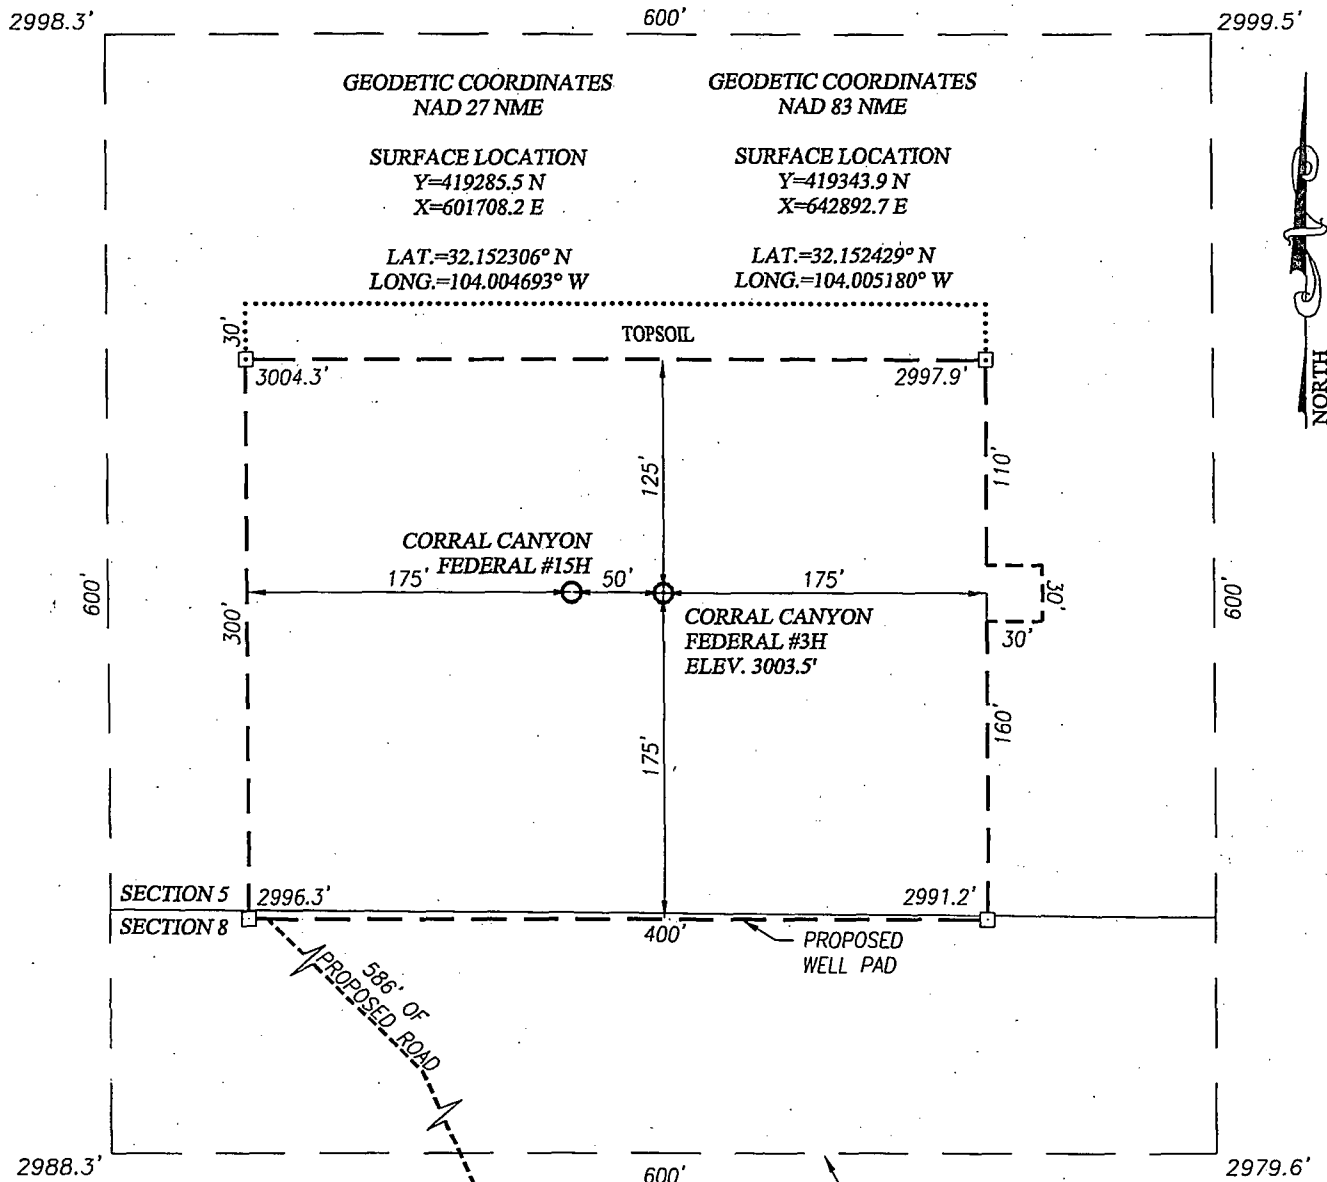 2998.3' 600' 2999.5'
GEODETIC COORDINATES
NAD 27 NME
SURFACE LOCATION
Y=419285.5 N
X=601708.2 E
LAT.=32.152306° N
LONG.=104.004693° W
GEODETIC COORDINATES
NAD 83 NME
SURFACE LOCATION
Y=419343.9 N
X=642892.7 E
LAT.=32.152429° N
LONG.=104.005180° W
NORTH
30'
TOPSOIL
3004.3' 2997.9'
125'
110'
CORRAL CANYON
FEDERAL #15H
175' 50' 175'
600'
300'
30'
600'
CORRAL CANYON
FEDERAL #3H
ELEV. 3003.5'
30'
175'
160'
SECTION 5
SECTION 8
2996.3' 2991.2'
400'
PROPOSED
WELL PAD
586' OF
PROPOSED ROAD
2988.3' 600' 2979.6'